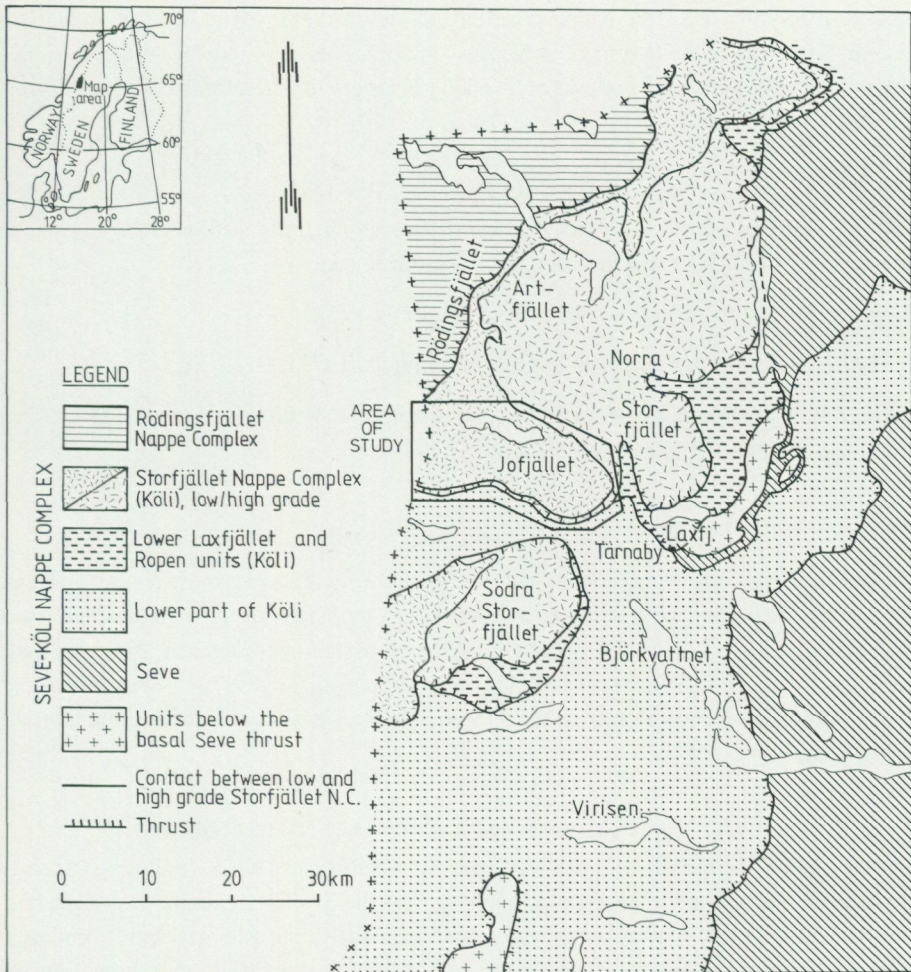 70°
65°
60°
55°
12°
20°
28°
NORWAY
SWEDEN
FINLAND
Map
area
LEGEND
Rödingsfjället
Nappe Complex
Storfjället Nappe Complex
(Köli), low/high grade
Lower Laxfjället and
Ropen units (Köli)
Lower part of Köli
Seve
Units below the
basal Seve thrust
Contact between low and
high grade Storfjället N.C.
Thrust
SEVE-KÖLI NAPPE COMPLEX
0 10 20 30km
Rödingsfjället
Art-
fjället
Norra
Stor-
fjället
AREA
OF
STUDY
Jofjället
Laxfj.
Tärnaby
Södra
Stor-
fjället
Björkvattnet
Virisen